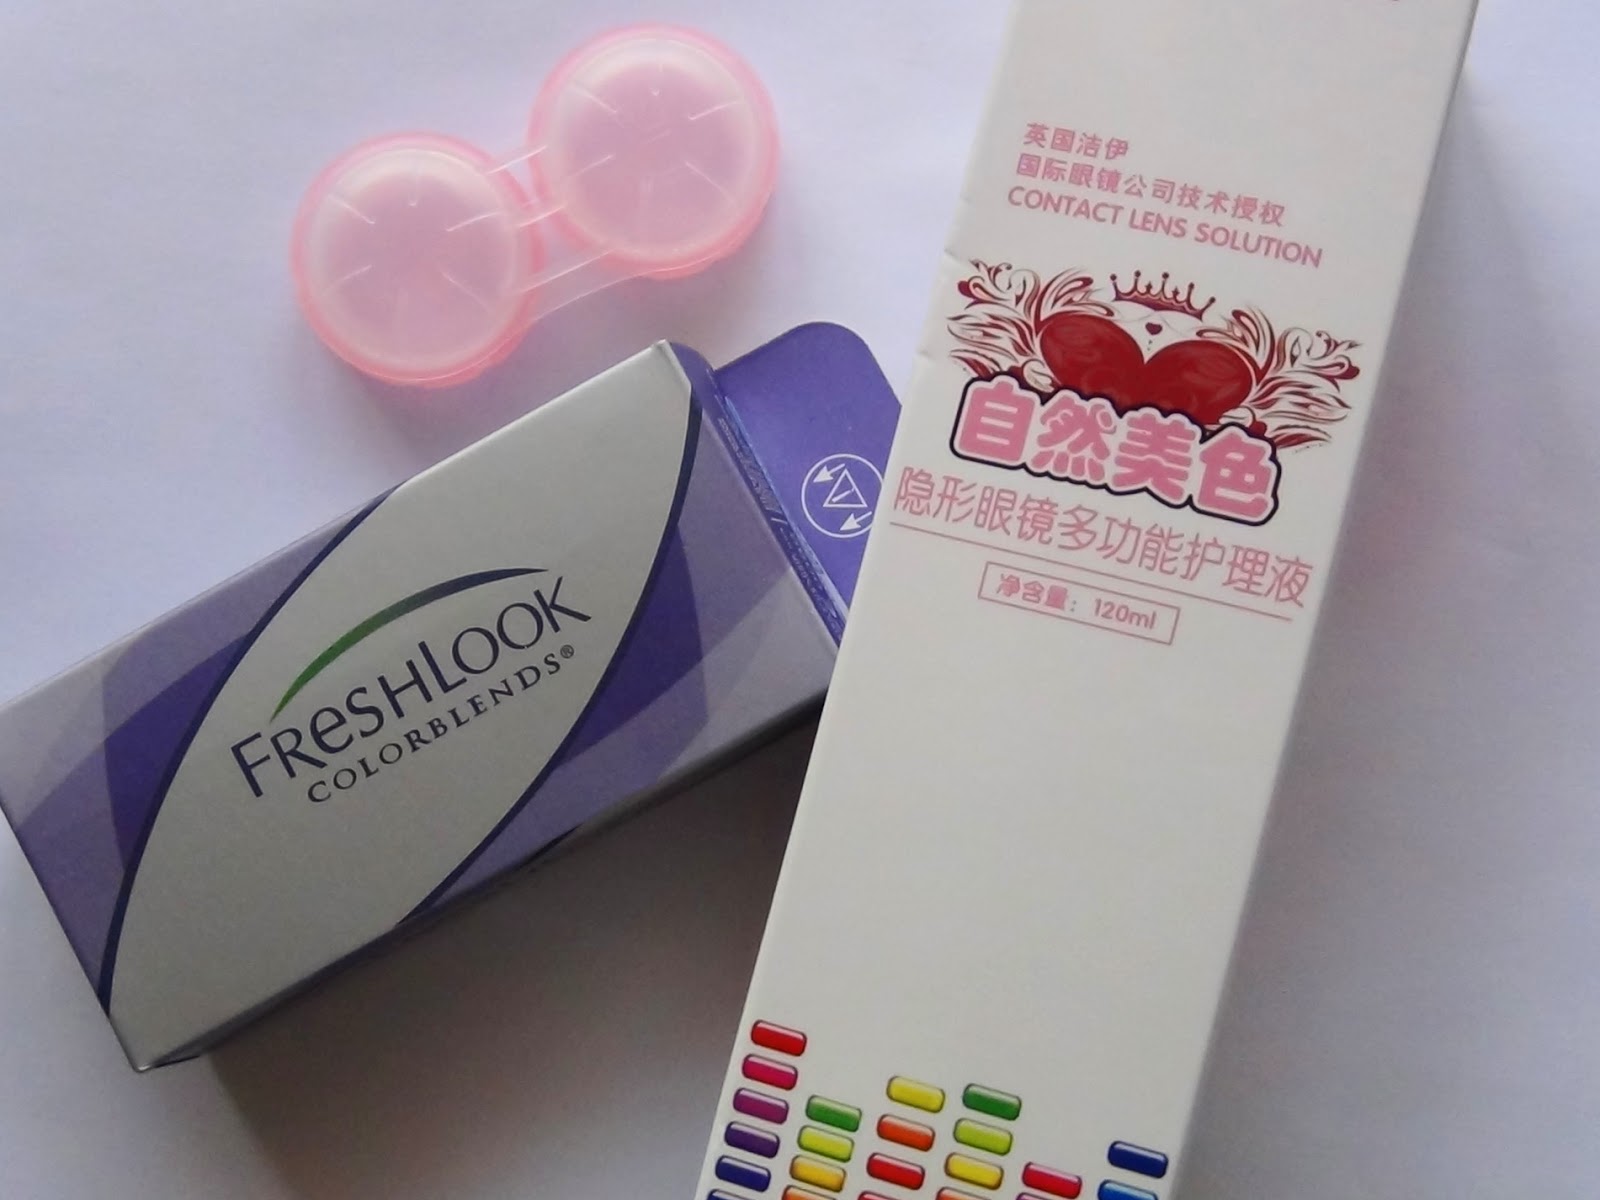 英国洁伊
国际眼镜公司技术授权
CONTACT LENS SOLUTION
自然美色
隐形眼镜多功能护理液
净含量：120ml
FRESHLOOK
COLORBLENDS®